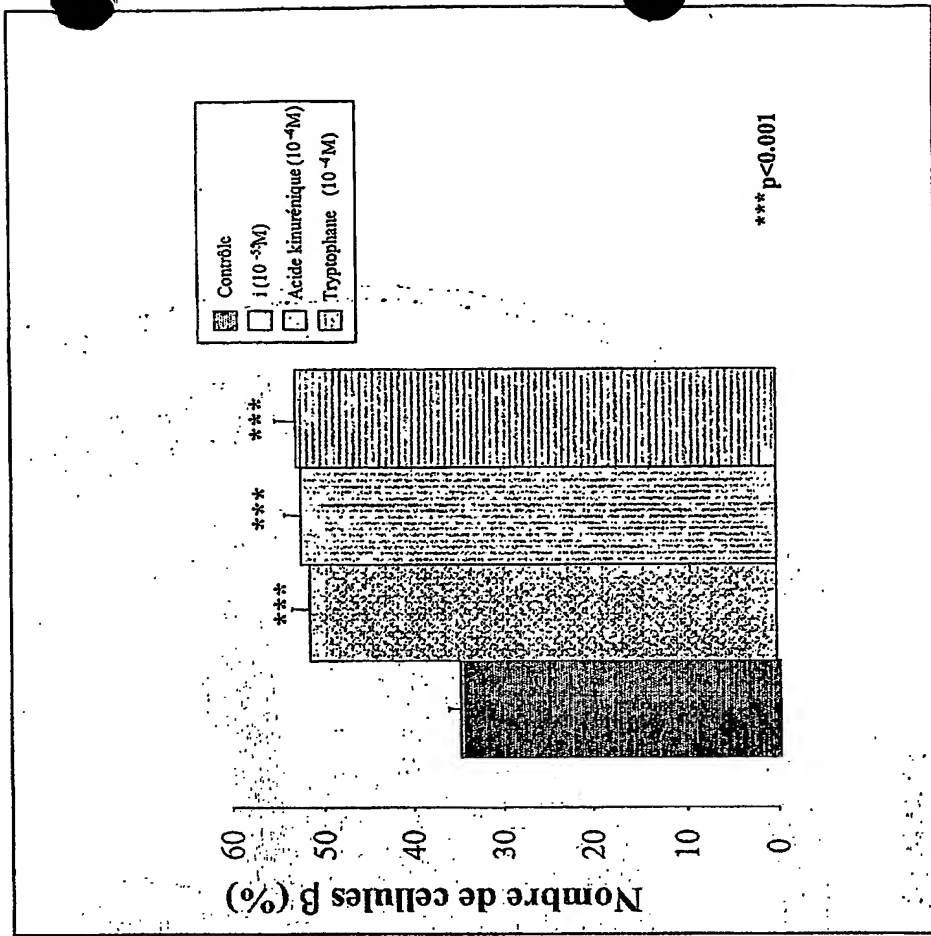 Nombre de cellules β (%)
60
50
40
30
20
10
0
***
***
***
Contrôle
i (10⁻⁵⁵M)
Acide kinurénique (10⁻⁴M)
Tryptophane (10⁻⁴M)
***p<0.001